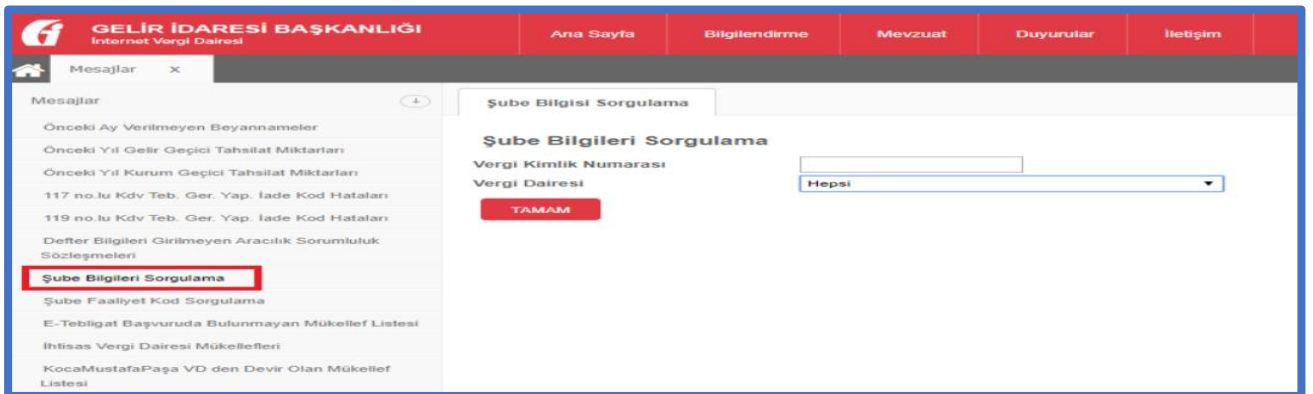 GELİR İDARESİ BAŞKANLIĞI
İnternet Vergi Dairesi
Ana Sayfa
Bilgilendirme
Mevzuat
Duyurular
İletişim
Mesajlar x
Mesajlar
Önceki Ay Verilmeyen Beyannameler
Önceki Yıl Gelir Geçici Tahsilat Miktarları
Önceki Yıl Kurum Geçici Tahsilat Miktarları
117 no.lu Kdv Teb. Ger. Yap. İade Kod Hataları
119 no.lu Kdv Teb. Ger. Yap. İade Kod Hataları
Defter Bilgileri Girilmeyen Aracılık Sorumluluk
Sözleşmeleri
Şube Bilgileri Sorgulama
Şube Faaliyet Kod Sorgulama
E-Tebligat Başvuruda Bulunmayan Mükellef Listesi
İhtisas Vergi Dairesi Mükellefleri
KocaMustafaPaşa VD den Devir Olan Mükellef
Listesi
Şube Bilgisi Sorgulama
Şube Bilgileri Sorgulama
Vergi Kimlik Numarası
Vergi Dairesi
Hepsi
TAMAM